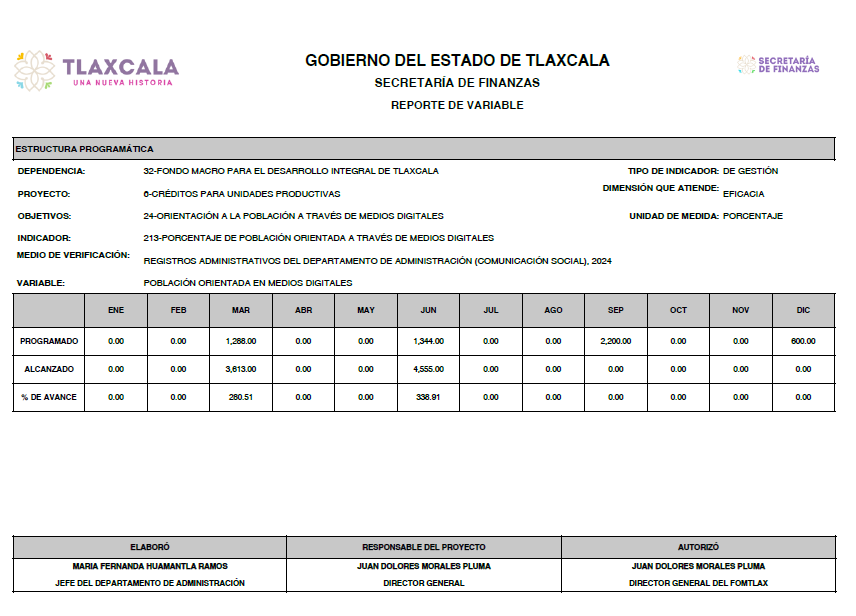 TLAXCALA
UNA NUEVA HISTORIA
GOBIERNO DEL ESTADO DE TLAXCALA
SECRETARÍA DE FINANZAS
REPORTE DE VARIABLE
SECRETARÍA
DE FINANZAS
ESTRUCTURA PROGRAMÁTICA
DEPENDENCIA: 32-FONDO MACRO PARA EL DESARROLLO INTEGRAL DE TLAXCALA TIPO DE INDICADOR: DE GESTIÓN
PROYECTO: 6-CRÉDITOS PARA UNIDADES PRODUCTIVAS DIMENSIÓN QUE ATIENDE: EFICACIA
OBJETIVOS: 24-ORIENTACIÓN A LA POBLACIÓN A TRAVÉS DE MEDIOS DIGITALES UNIDAD DE MEDIDA: PORCENTAJE
INDICADOR: 213-PORCENTAJE DE POBLACIÓN ORIENTADA A TRAVÉS DE MEDIOS DIGITALES
MEDIO DE VERIFICACIÓN: REGISTROS ADMINISTRATIVOS DEL DEPARTAMENTO DE ADMINISTRACIÓN (COMUNICACIÓN SOCIAL), 2024
VARIABLE: POBLACIÓN ORIENTADA EN MEDIOS DIGITALES
ENE FEB MAR ABR MAY JUN JUL AGO SEP OCT NOV DIC
PROGRAMADO 0.00 0.00 1,288.00 0.00 0.00 1,344.00 0.00 0.00 2,200.00 0.00 0.00 600.00
ALCANZADO 0.00 0.00 3,613.00 0.00 0.00 4,555.00 0.00 0.00 0.00 0.00 0.00 0.00
% DE AVANCE 0.00 0.00 280.51 0.00 0.00 338.91 0.00 0.00 0.00 0.00 0.00 0.00
ELABORÓ RESPONSABLE DEL PROYECTO AUTORIZÓ
MARIA FERNANDA HUAMANTLA RAMOS JUAN DOLORES MORALES PLUMA JUAN DOLORES MORALES PLUMA
JEFE DEL DEPARTAMENTO DE ADMINISTRACIÓN DIRECTOR GENERAL DIRECTOR GENERAL DEL FOMTLAX